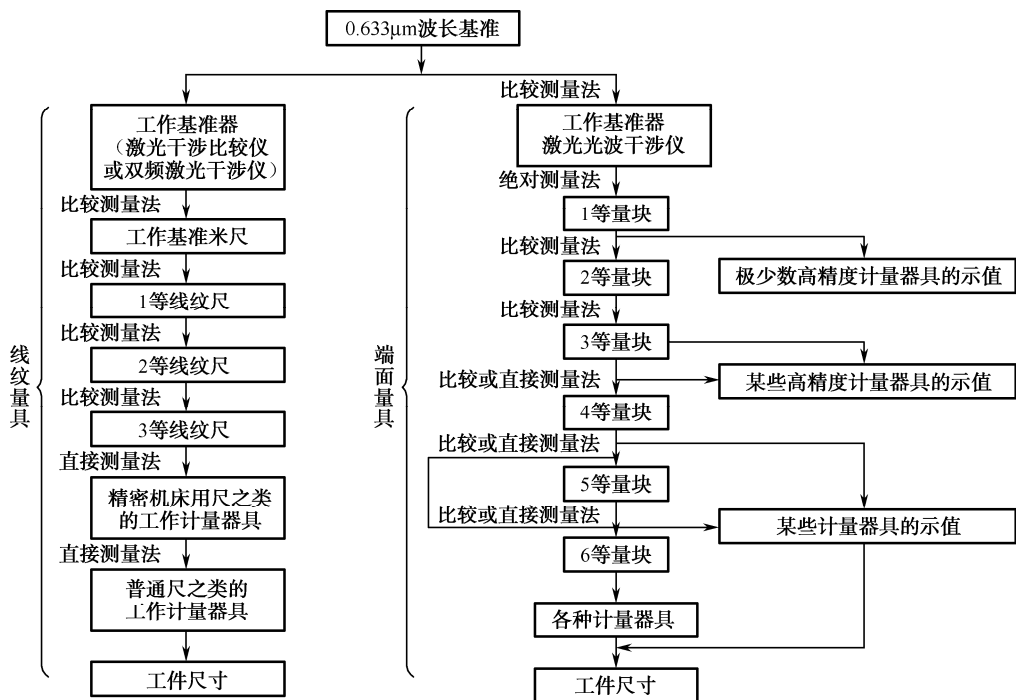 0.633μm波长基准
线纹量具
工作基准器
（激光干涉比较仪
或双频激光干涉仪）
比较测量法
工作基准米尺
比较测量法
1等线纹尺
比较测量法
2等线纹尺
比较测量法
3等线纹尺
直接测量法
精密机床用尺之类
的工作计量器具
直接测量法
普通尺之类的
工作计量器具
工件尺寸
端面量具
比较测量法
工作基准器
激光光波干涉仪
绝对测量法
1等量块
比较测量法
2等量块
极少数高精度计量器具的示值
比较测量法
3等量块
比较或直接测量法
某些高精度计量器具的示值
4等量块
比较或直接测量法
5等量块
比较或直接测量法
某些计量器具的示值
6等量块
各种计量器具
工件尺寸